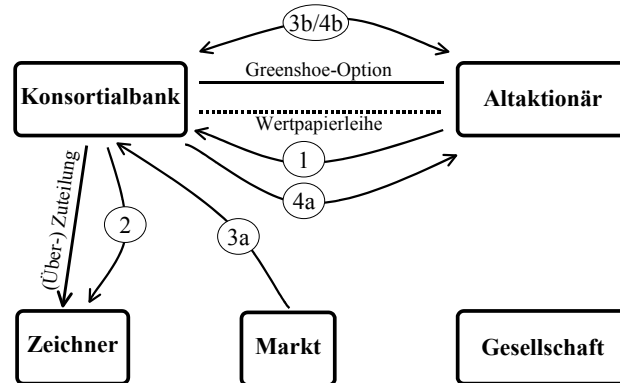 3b/4b
Konsortialbank
Greenshoe-Option
Altaktionär
Wertpapierleihe
1
4a
(Über-) Zuteilung
2
3a
Zeichner
Markt
Gesellschaft